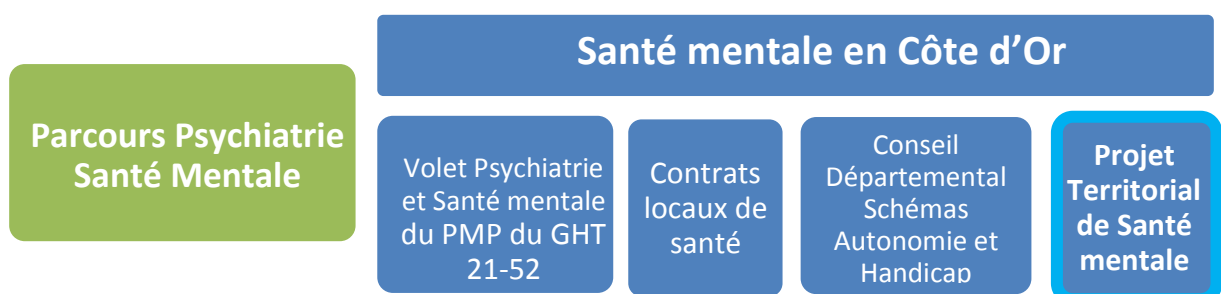 Santé mentale en Côte d’Or
Parcours Psychiatrie
Santé Mentale
Volet Psychiatrie
et Santé mentale
du PMP du GHT
21-52
Contrats
locaux de
santé
Conseil
Départemental
Schémas
Autonomie et
Handicap
Projet
Territorial
de Santé
mentale